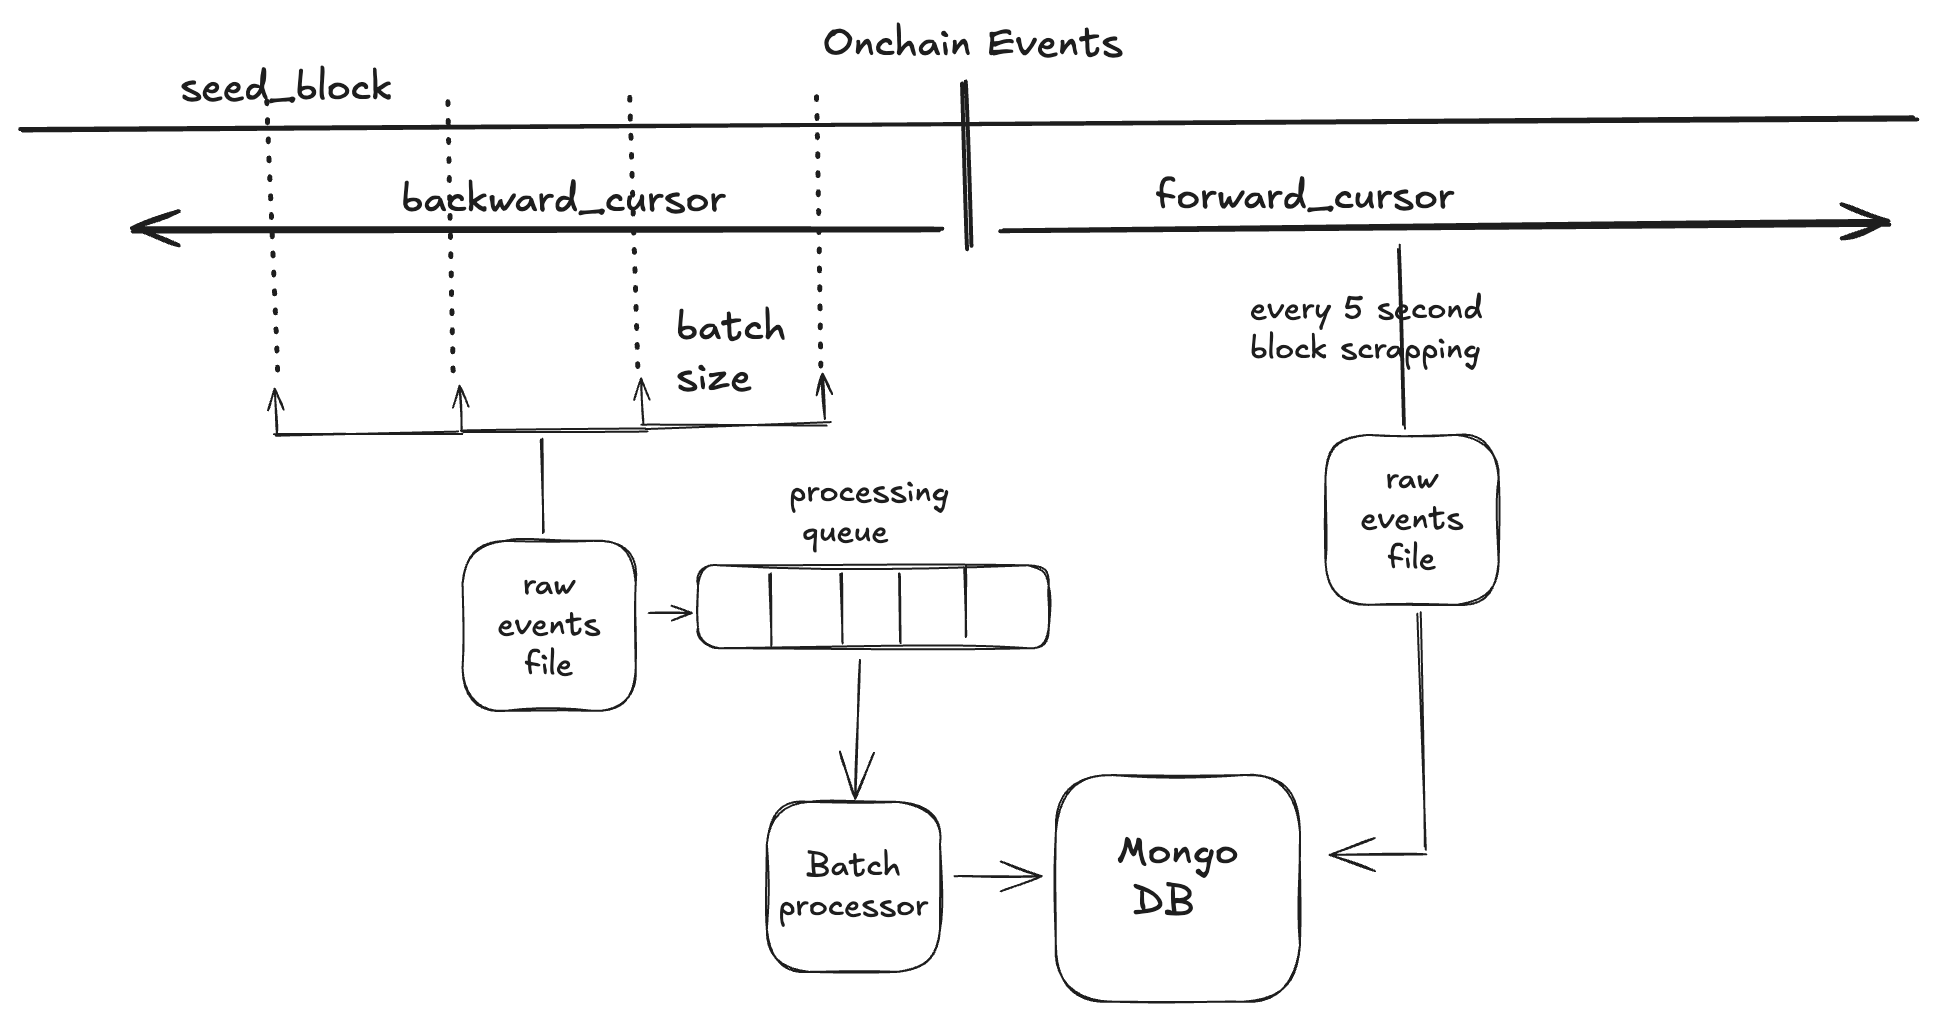 Onchain Events
seed_block
backward_cursor
forward_cursor
batch
size
every 5 second
block scrapping
raw
events
file
processing
queue
raw
events
file
Batch
processor
Mongo
DB